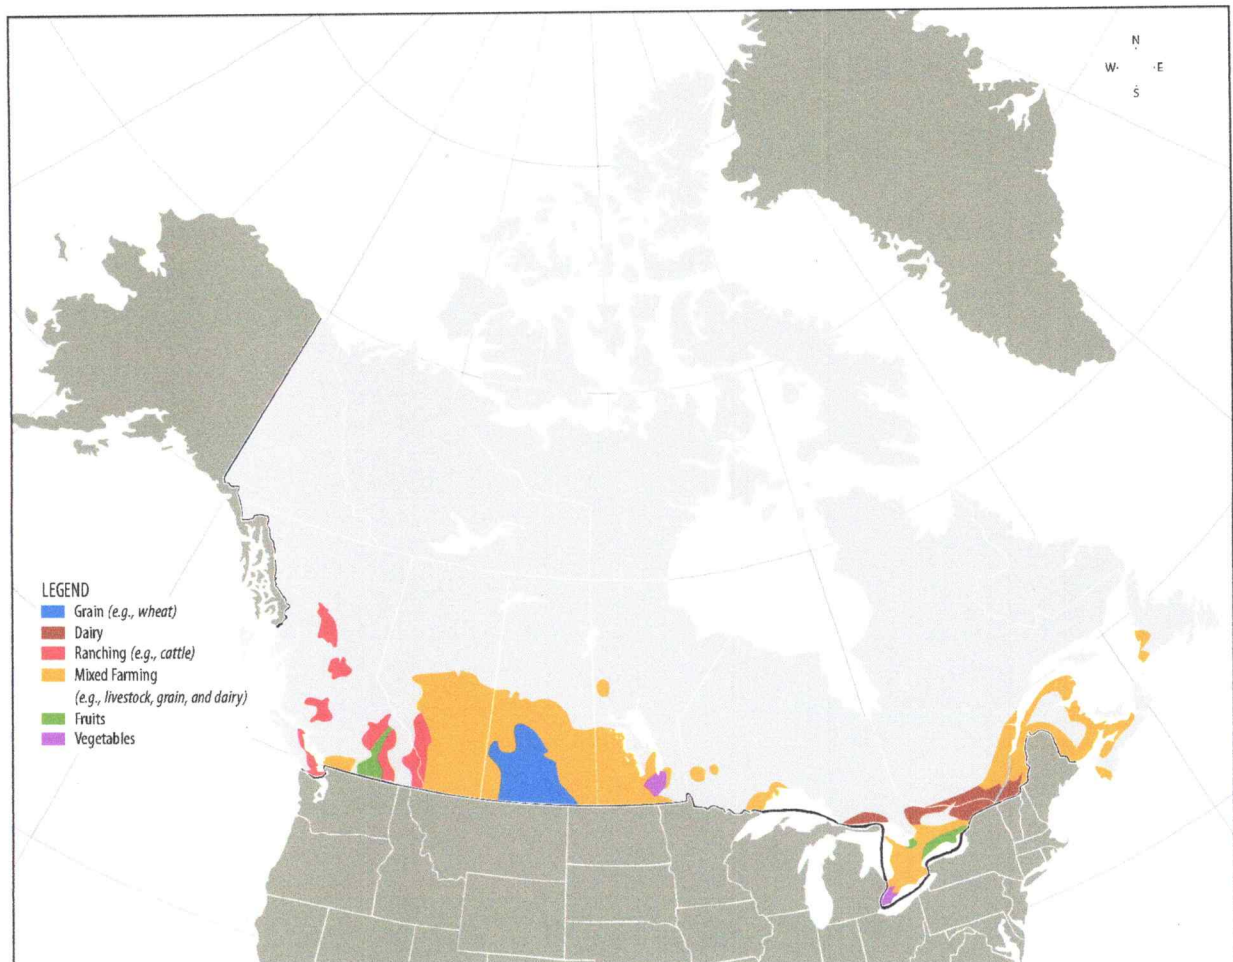 N
W E
S
LEGEND
Grain (e.g., wheat)
Dairy
Ranching (e.g., cattle)
Mixed Farming
(e.g., livestock, grain, and dairy)
Fruits
Vegetables